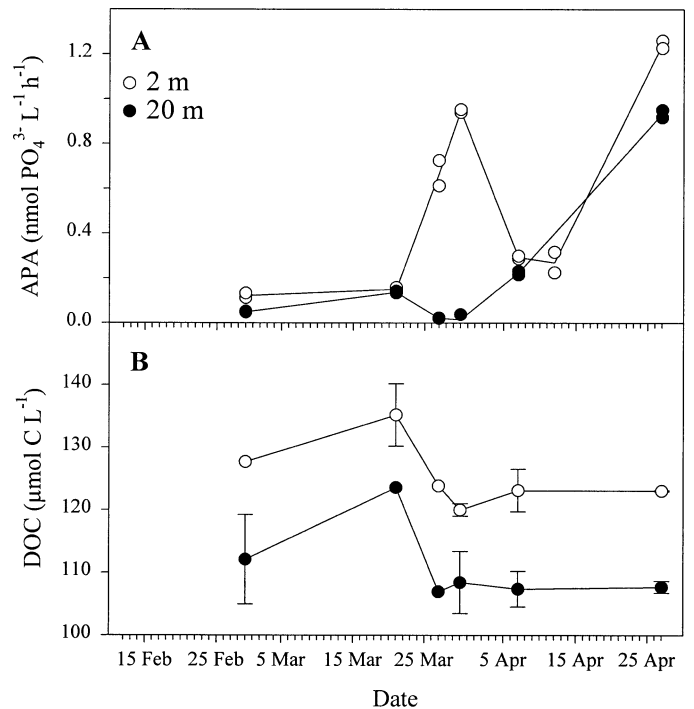 A
2 m
20 m
APA (nmol PO₄³⁻ L⁻¹ h⁻¹)
1.2
0.8
0.4
0.0
B
DOC (µmol C L⁻¹)
140
130
120
110
100
15 Feb 25 Feb 5 Mar 15 Mar 25 Mar 5 Apr 15 Apr 25 Apr
Date